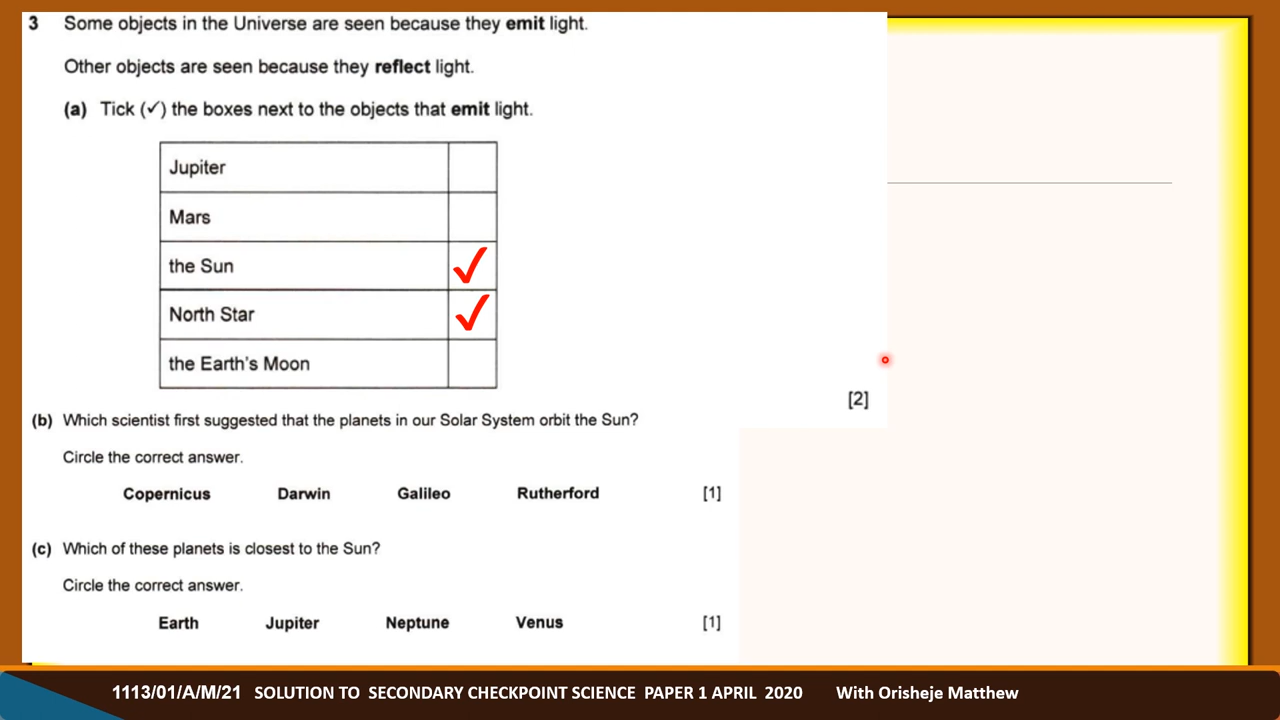 3 Some objects in the Universe are seen because they emit light.
Other objects are seen because they reflect light.
(a) Tick (✓) the boxes next to the objects that emit light.
Jupiter
Mars
the Sun ✓
North Star ✓
the Earth's Moon
[2]
(b) Which scientist first suggested that the planets in our Solar System orbit the Sun?
Circle the correct answer.
Copernicus Darwin Galileo Rutherford [1]
(c) Which of these planets is closest to the Sun?
Circle the correct answer.
Earth Jupiter Neptune Venus [1]
1113/01/A/M/21 SOLUTION TO SECONDARY CHECKPOINT SCIENCE PAPER 1 APRIL 2020 With Orisheje Matthew